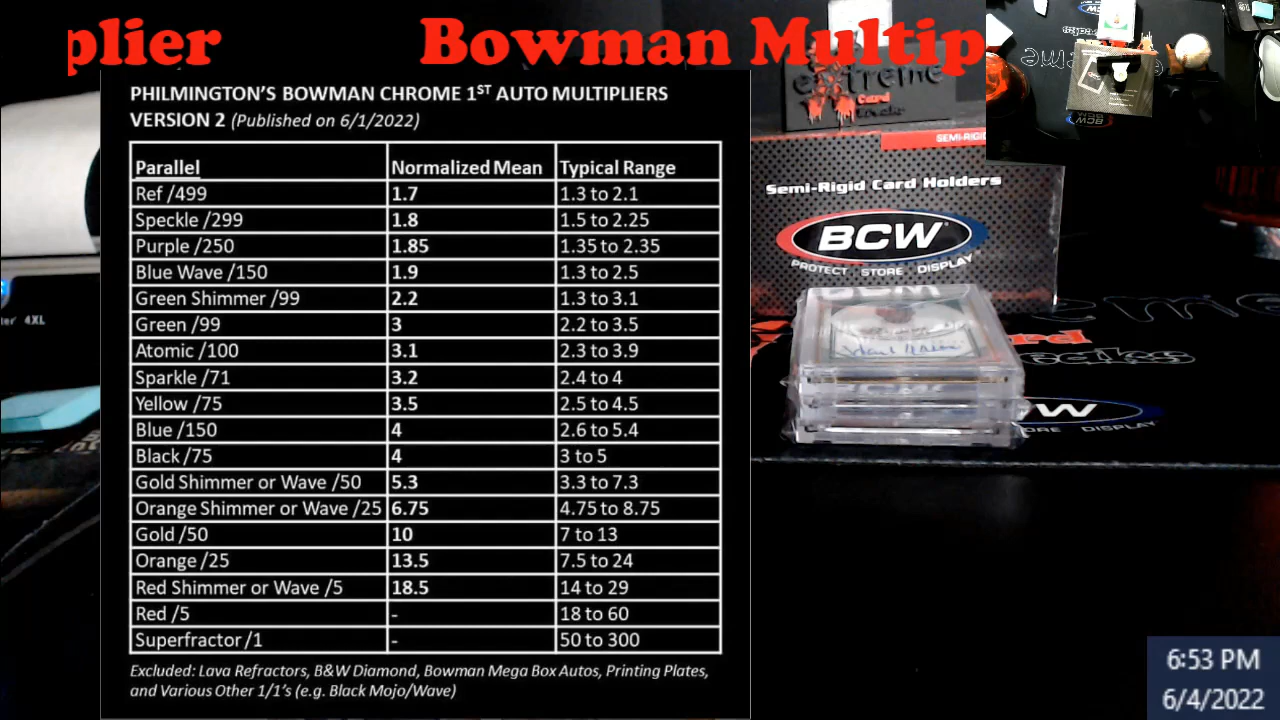 plier Bowman Multip
PHILMINGTON'S BOWMAN CHROME 1ST AUTO MULTIPLIERS
VERSION 2 (Published on 6/1/2022)
Parallel Normalized Mean Typical Range
Ref /499 1.7 1.3 to 2.1
Speckle /299 1.8 1.5 to 2.25
Purple /250 1.85 1.35 to 2.35
Blue Wave /150 1.9 1.3 to 2.5
Green Shimmer /99 2.2 1.3 to 3.1
Green /99 3 2.2 to 3.5
Atomic /100 3.1 2.3 to 3.9
Sparkle /71 3.2 2.4 to 4
Yellow /75 3.5 2.5 to 4.5
Blue /150 4 2.6 to 5.4
Black /75 4 3 to 5
Gold Shimmer or Wave /50 5.3 3.3 to 7.3
Orange Shimmer or Wave /25 6.75 4.75 to 8.75
Gold /50 10 7 to 13
Orange /25 13.5 7.5 to 24
Red Shimmer or Wave /5 18.5 14 to 29
Red /5 - 18 to 60
Superfractor /1 - 50 to 300
Excluded: Lava Refractors, B&W Diamond, Bowman Mega Box Autos, Printing Plates,
and Various Other 1/1's (e.g. Black Mojo/Wave)
extreme
Card
Breaks
SEMI-RIGID
Semi-Rigid Card Holders
BCW
PROTECT STORE DISPLAY
BCW
4XL
6:53 PM
6/4/2022